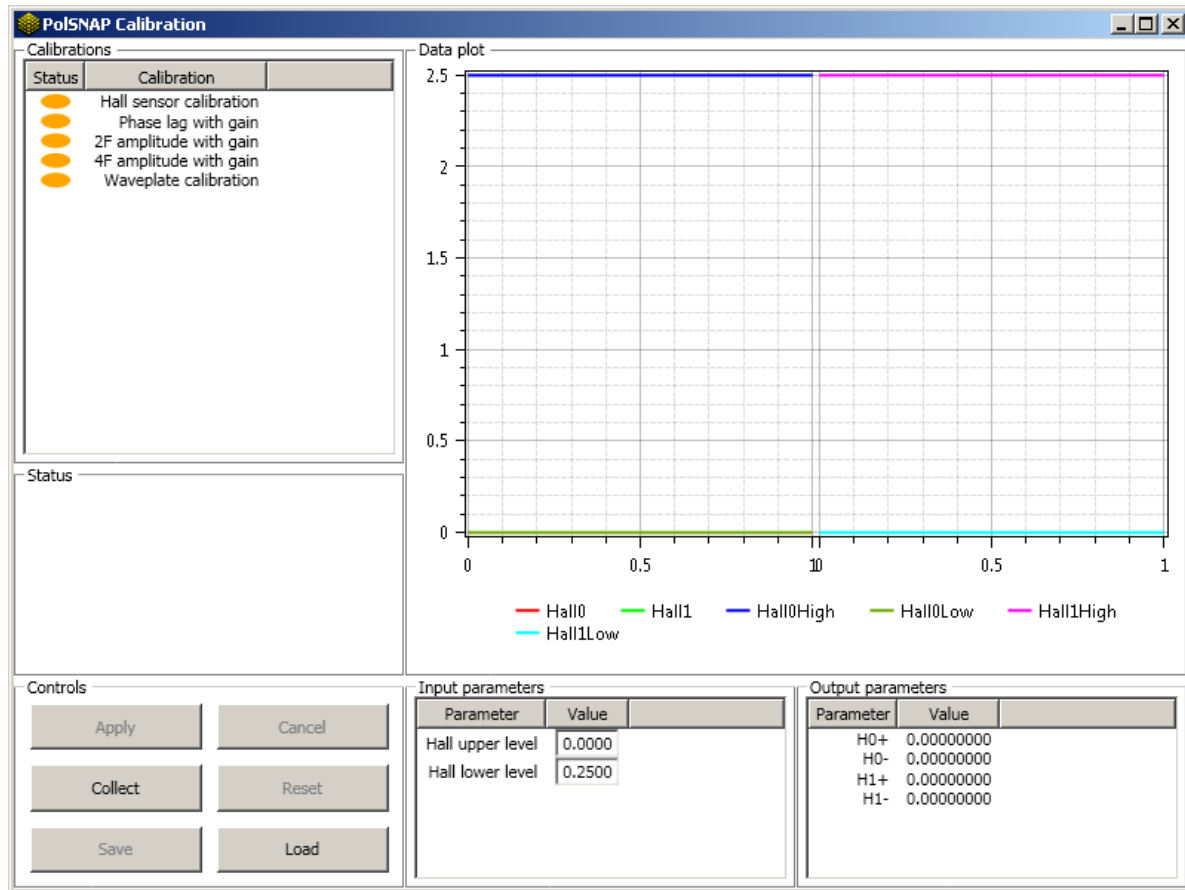 PolSNAP Calibration
Calibrations
Status Calibration
Hall sensor calibration
Phase lag with gain
2F amplitude with gain
4F amplitude with gain
Waveplate calibration
Status
Data plot
2.5
2
1.5
1
0.5
0
0 0.5 1 0 0.5 1
Hall0 Hall1 Hall0High Hall0Low Hall1High
Hall1Low
Controls
Apply Cancel
Collect Reset
Save Load
Input parameters
Parameter Value
Hall upper level 0.0000
Hall lower level 0.2500
Output parameters
Parameter Value
H0+ 0.00000000
H0- 0.00000000
H1+ 0.00000000
H1- 0.00000000